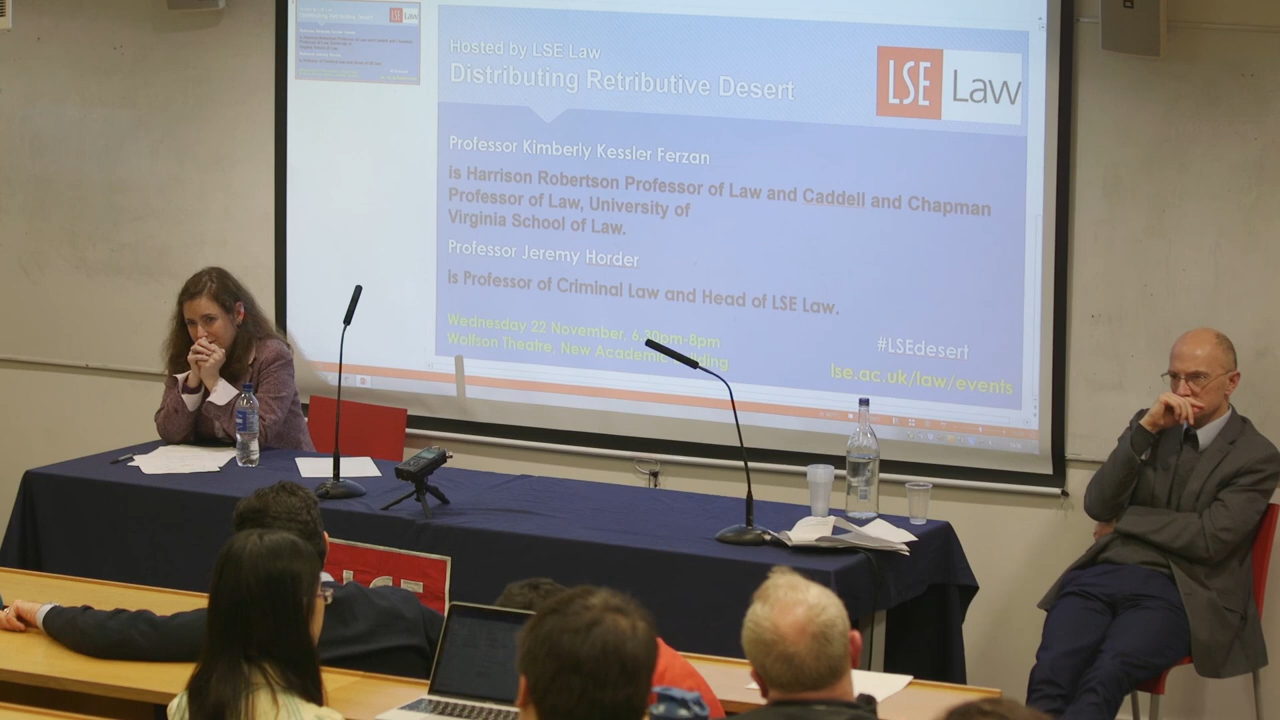 Hosted by LSE Law
Distributing Retributive Desert
LSE Law
Professor Kimberly Kessler Ferzan
is Harrison Robertson Professor of Law and Caddell and Chapman
Professor of Law, University of
Virginia School of Law.
Professor Jeremy Horder
is Professor of Criminal Law and Head of LSE Law.
Wednesday 22 November, 6.30pm-8pm
Wolfson Theatre, New Academic Building
#LSEdesert
lse.ac.uk/law/events
LSE